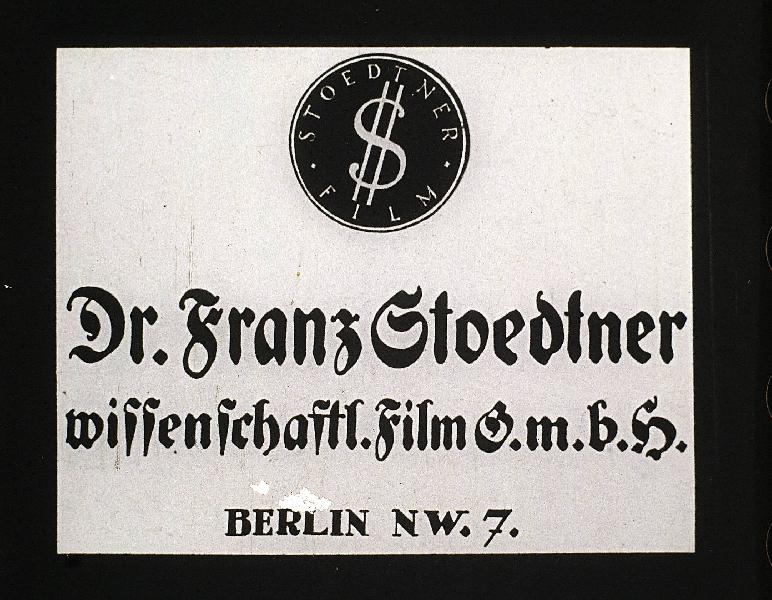 STOEDTNER
$
· FILM ·
Dr. Franz Stoedtner
wissenschaftl. Film G.m.b.H.
BERLIN NW. 7.